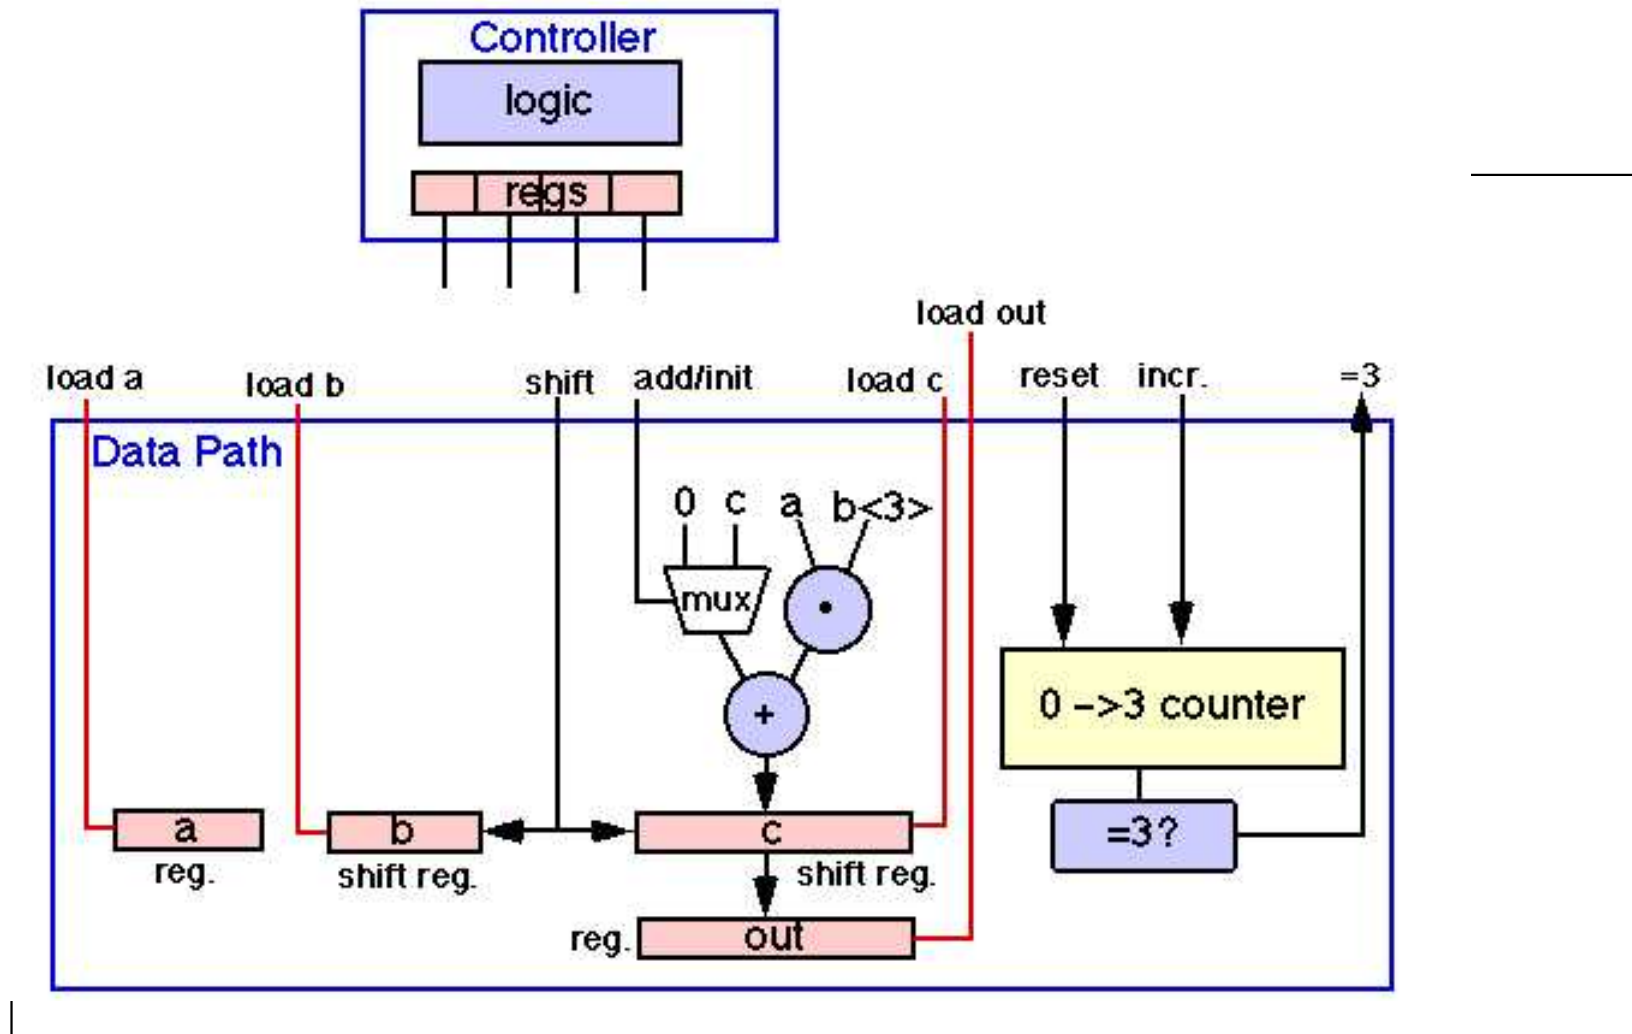 Controller
logic
regs
load out
load a
load b
shift
add/init
load c
reset
incr.
=3
Data Path
0 c a b<3>
mux
•
+
0 –>3 counter
a
b
c
=3?
reg.
shift reg.
shift reg.
reg.
out